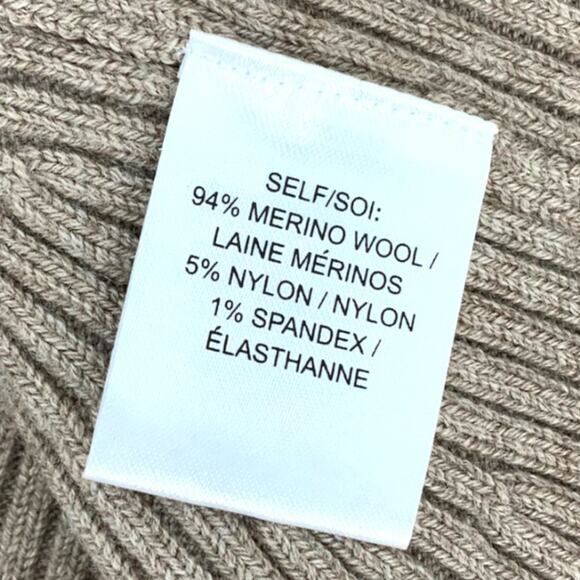 SELF/SOI:
94% MERINO WOOL /
LAINE MÉRINOS
5% NYLON / NYLON
1% SPANDEX /
ÉLASTHANNE